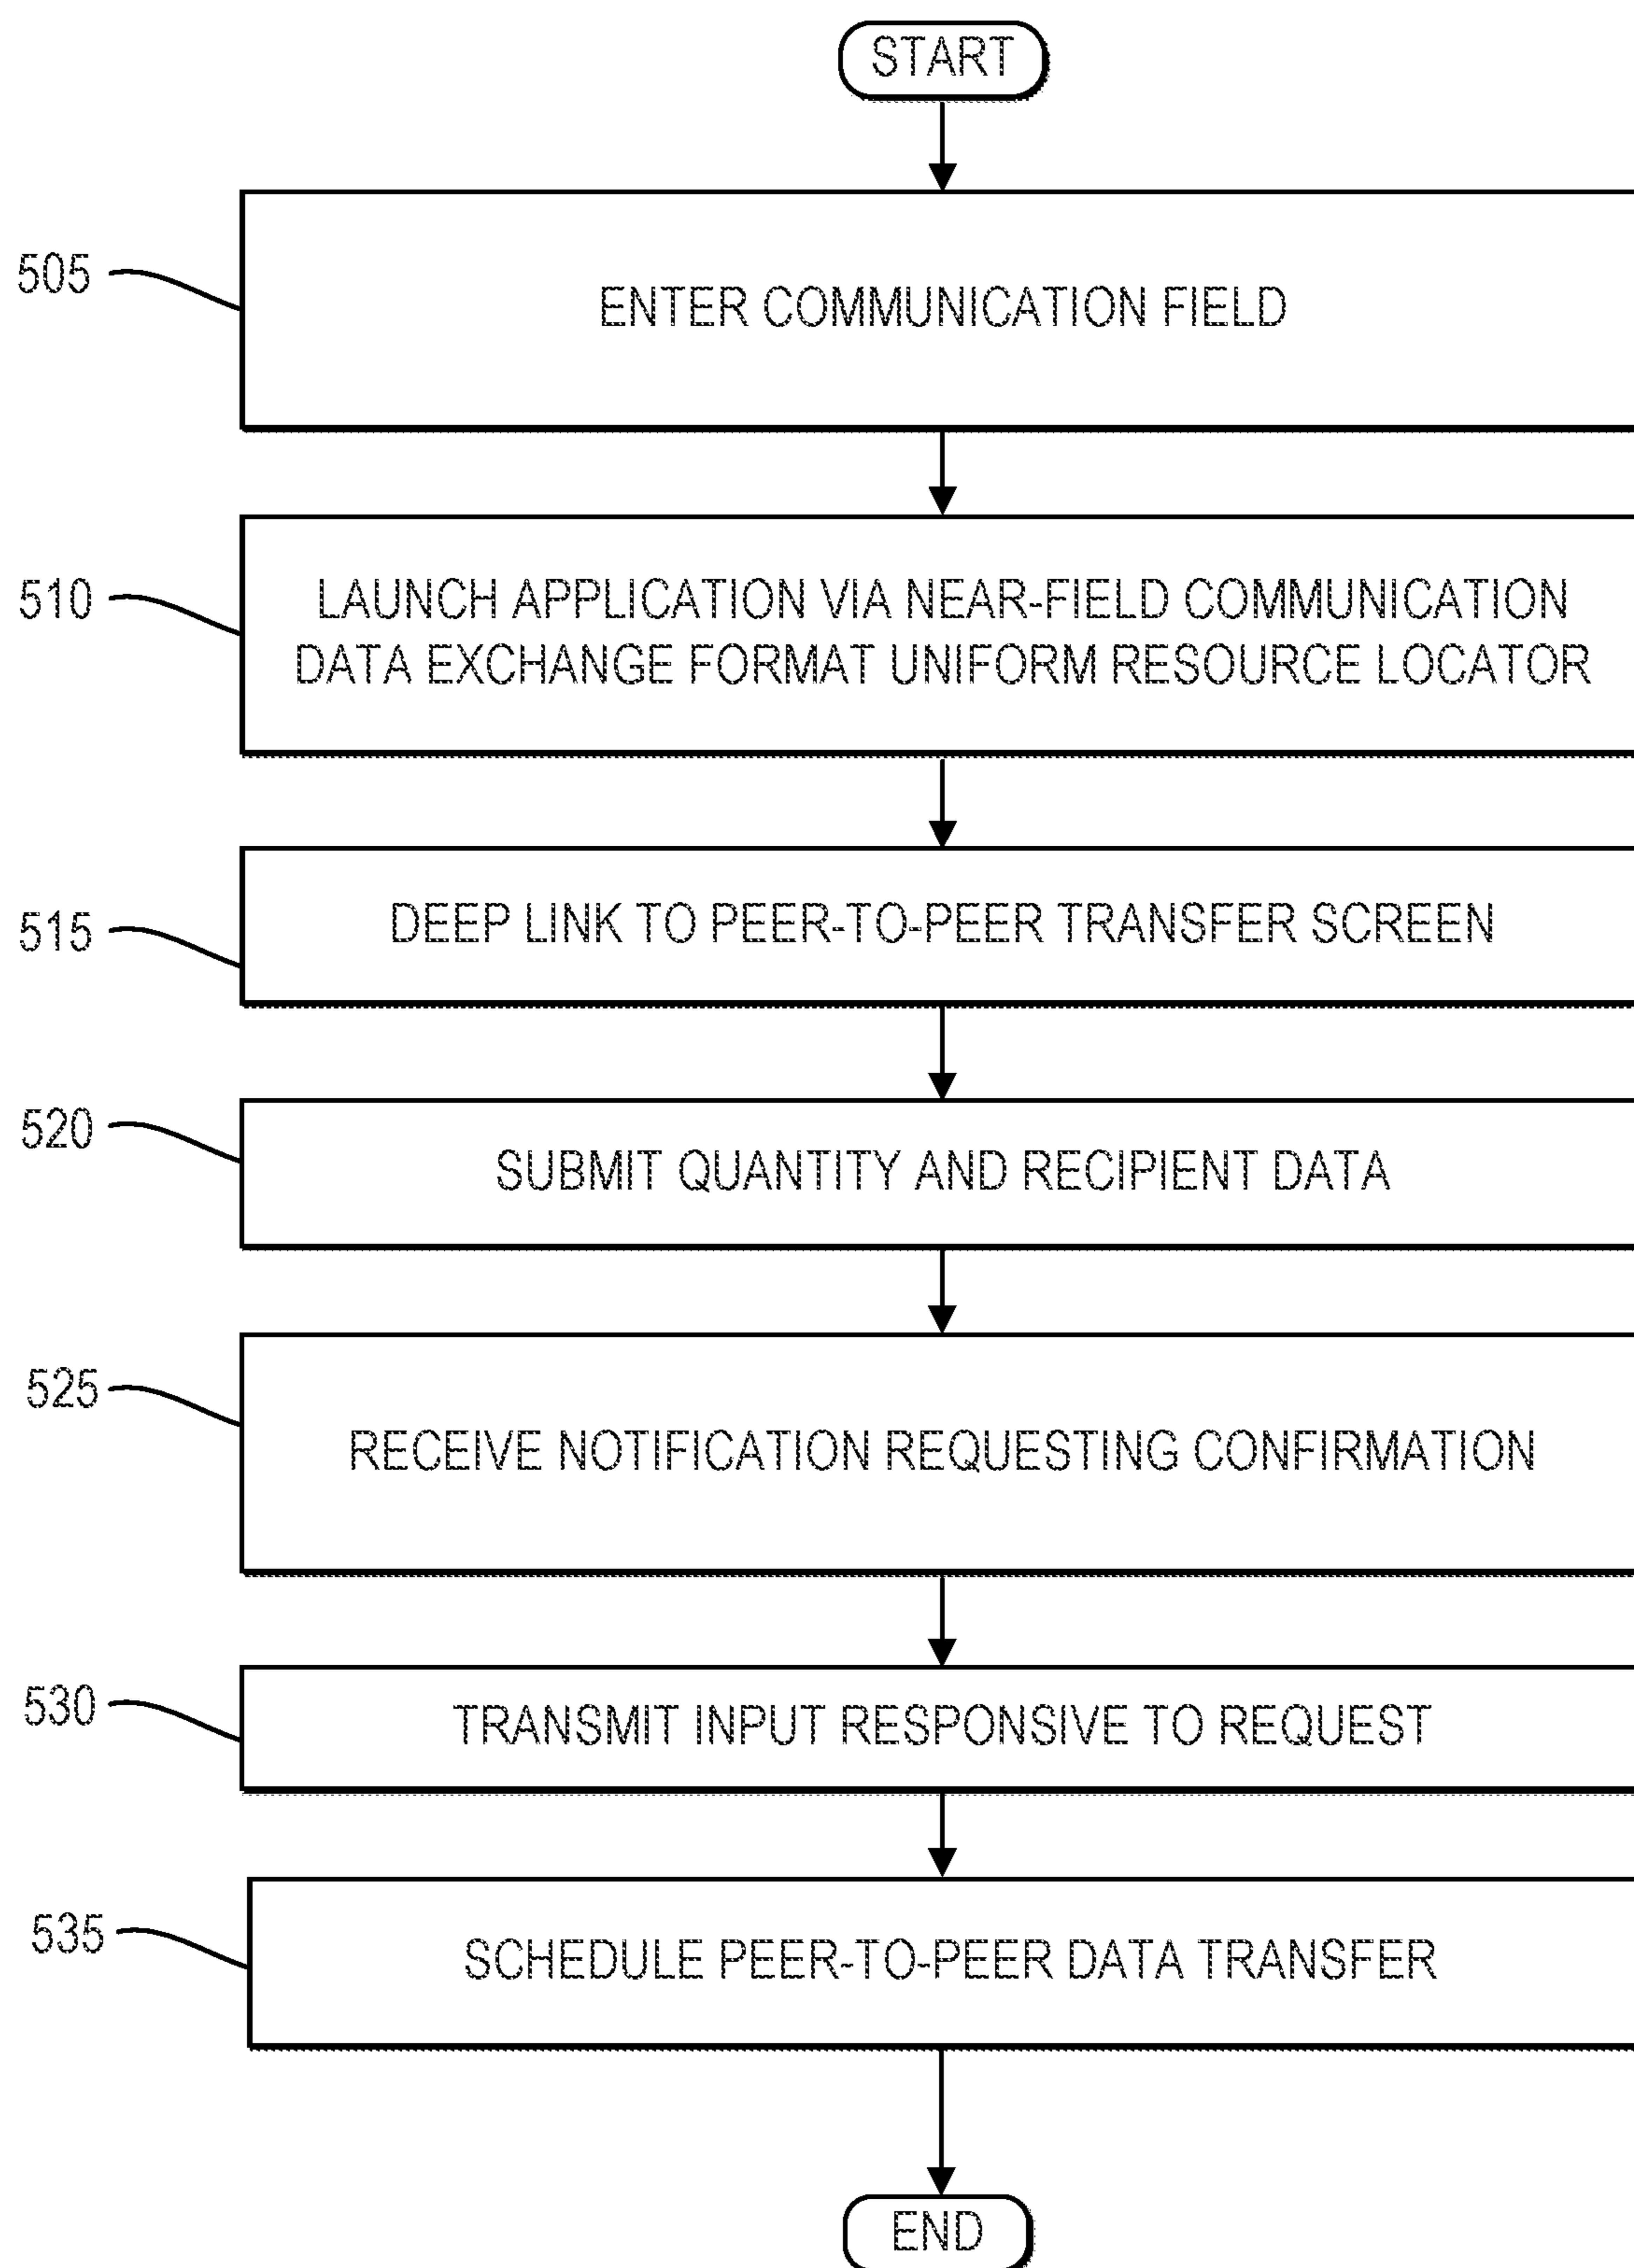 START
505
ENTER COMMUNICATION FIELD
510
LAUNCH APPLICATION VIA NEAR-FIELD COMMUNICATION
DATA EXCHANGE FORMAT UNIFORM RESOURCE LOCATOR
515
DEEP LINK TO PEER-TO-PEER TRANSFER SCREEN
520
SUBMIT QUANTITY AND RECIPIENT DATA
525
RECEIVE NOTIFICATION REQUESTING CONFIRMATION
530
TRANSMIT INPUT RESPONSIVE TO REQUEST
535
SCHEDULE PEER-TO-PEER DATA TRANSFER
END